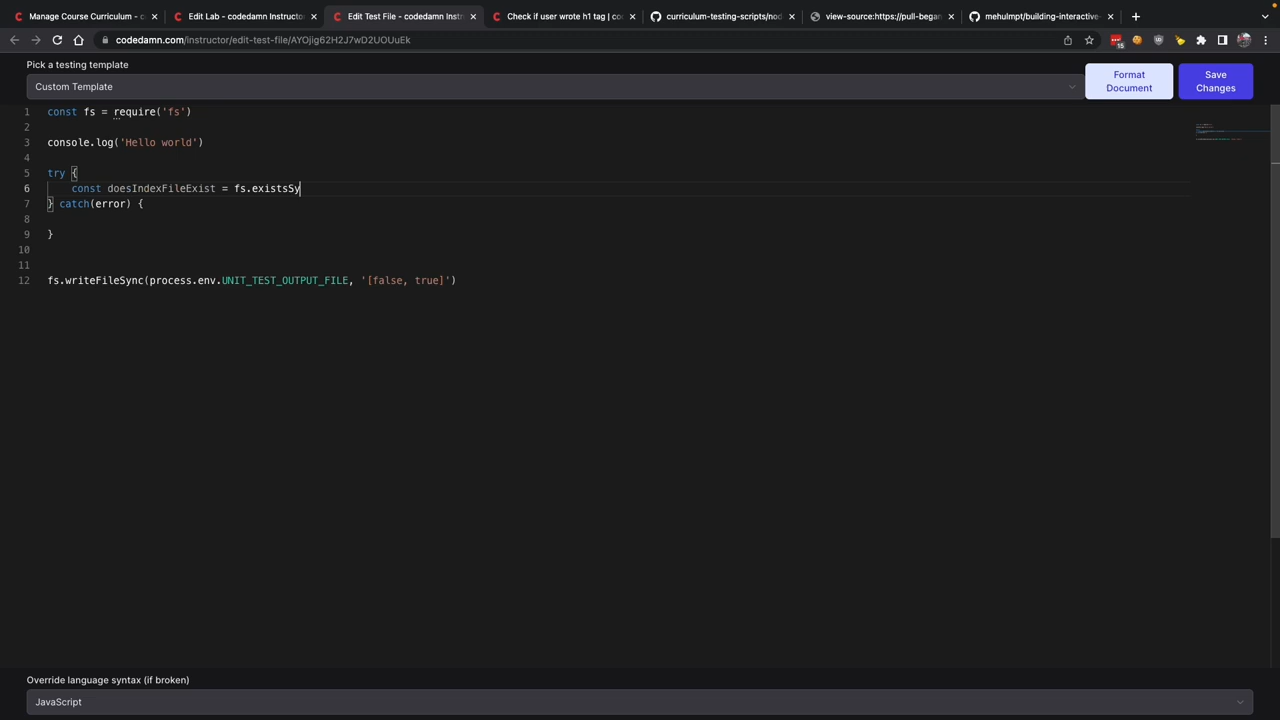 Manage Course Curriculum - c
Edit Lab - codedamn Instructor
Edit Test File - codedamn Instr
Check if user wrote h1 tag | co
curriculum-testing-scripts/nod
view-source:https://pull-began
mehulmpt/building-interactive-
codedamn.com/instructor/edit-test-file/AYOjig62H2J7wD2UOUuEk
15
Pick a testing template
Custom Template
Format
Document
Save
Changes
1 const fs = require('fs')
2
3 console.log('Hello world')
4
5 try {
6 const doesIndexFileExist = fs.existsSy
7 } catch(error) {
8
9 }
10
11
12 fs.writeFileSync(process.env.UNIT_TEST_OUTPUT_FILE, '[false, true]')
Override language syntax (if broken)
JavaScript